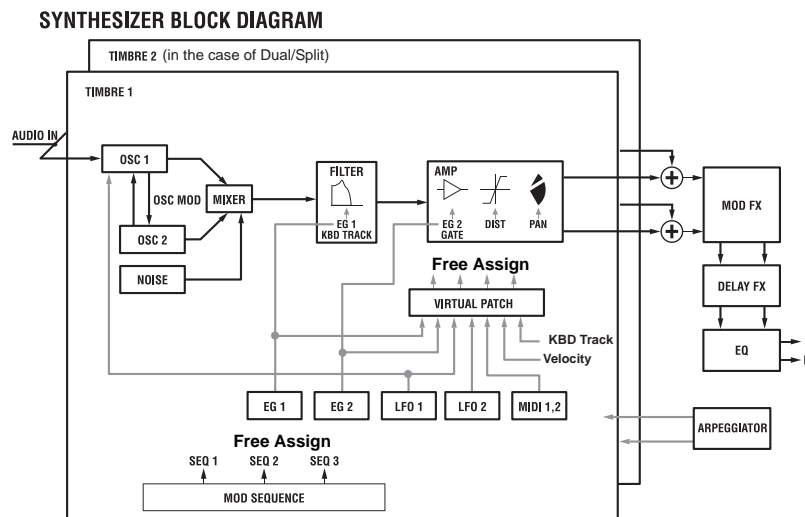 SYNTHESIZER BLOCK DIAGRAM
TIMBRE 2 (in the case of Dual/Split)
TIMBRE 1
AUDIO IN
OSC 1
OSC MOD
MIXER
OSC 2
NOISE
FILTER
EG 1
KBD TRACK
AMP
EG 2
GATE
DIST
PAN
MOD FX
DELAY FX
EQ
Free Assign
VIRTUAL PATCH
KBD Track
Velocity
EG 1
EG 2
LFO 1
LFO 2
MIDI 1,2
ARPEGGIATOR
Free Assign
SEQ 1
SEQ 2
SEQ 3
MOD SEQUENCE